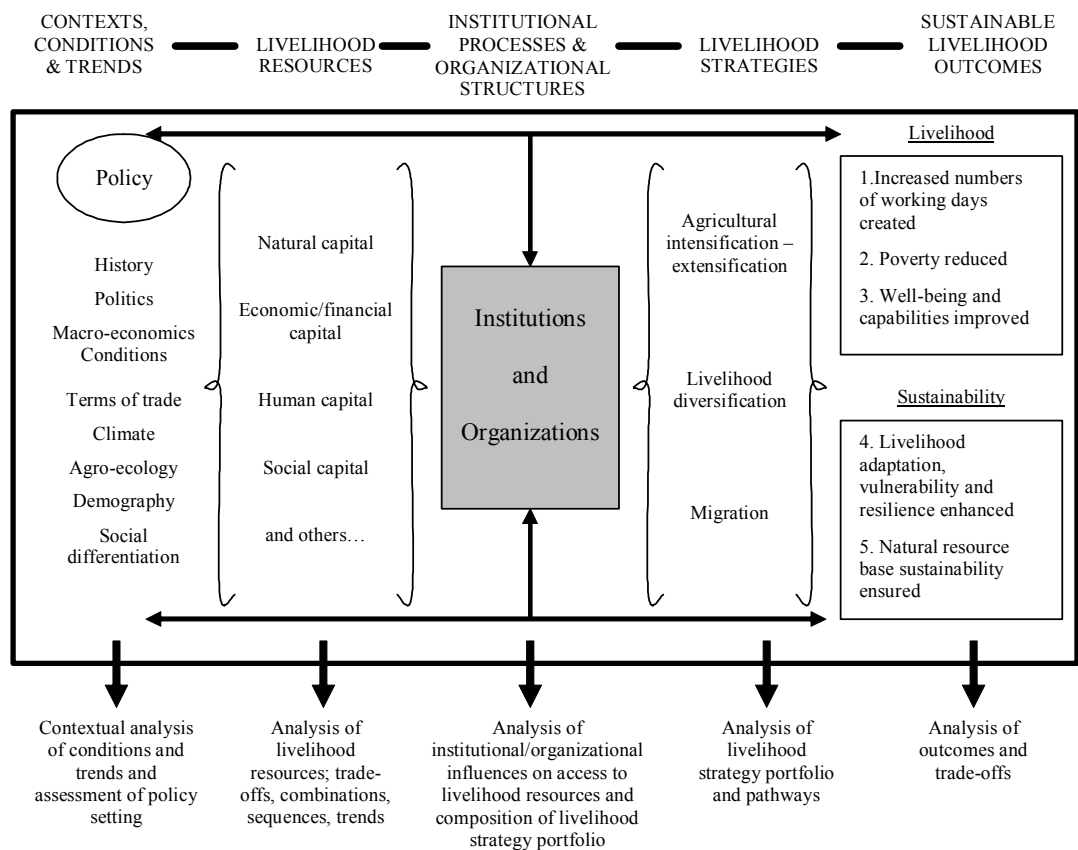 CONTEXTS,
CONDITIONS
& TRENDS
LIVELIHOOD
RESOURCES
INSTITUTIONAL
PROCESSES &
ORGANIZATIONAL
STRUCTURES
LIVELIHOOD
STRATEGIES
SUSTAINABLE
LIVELIHOOD
OUTCOMES
Policy
History
Politics
Macro-economics
Conditions
Terms of trade
Climate
Agro-ecology
Demography
Social
differentiation
Natural capital
Economic/financial
capital
Human capital
Social capital
and others…
Institutions
and
Organizations
Agricultural
intensification –
extensification
Livelihood
diversification
Migration
Livelihood
1.Increased numbers
of working days
created
2. Poverty reduced
3. Well-being and
capabilities improved
Sustainability
4. Livelihood
adaptation,
vulnerability and
resilience enhanced
5. Natural resource
base sustainability
ensured
Contextual analysis
of conditions and
trends and
assessment of policy
setting
Analysis of
livelihood
resources; trade-
offs, combinations,
sequences, trends
Analysis of
institutional/organizational
influences on access to
livelihood resources and
composition of livelihood
strategy portfolio
Analysis of
livelihood
strategy portfolio
and pathways
Analysis of
outcomes and
trade-offs